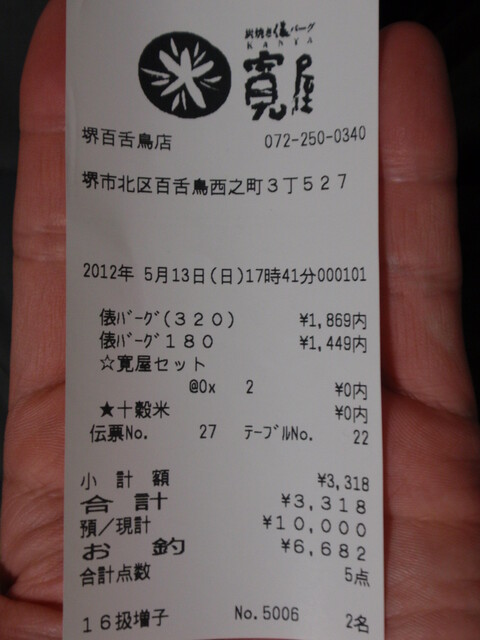 炭焼き俵バーグ
KANYA
寛屋
堺百舌鳥店 072-250-0340
堺市北区百舌鳥西之町3丁527
2012年 5月13日(日)17時41分000101
俵ﾊﾞｰｸﾞ(320) ¥1,869内
俵ﾊﾞｰｸﾞ180 ¥1,449内
☆寛屋セット
@0x 2 ¥0内
★十穀米 ¥0内
伝票No. 27 ﾃｰﾌﾞﾙNo. 22
小計額 ¥3,318
合計 ¥3,318
預/現計 ¥10,000
お釣 ¥6,682
合計点数 5点
16扱増子 No.5006 2名